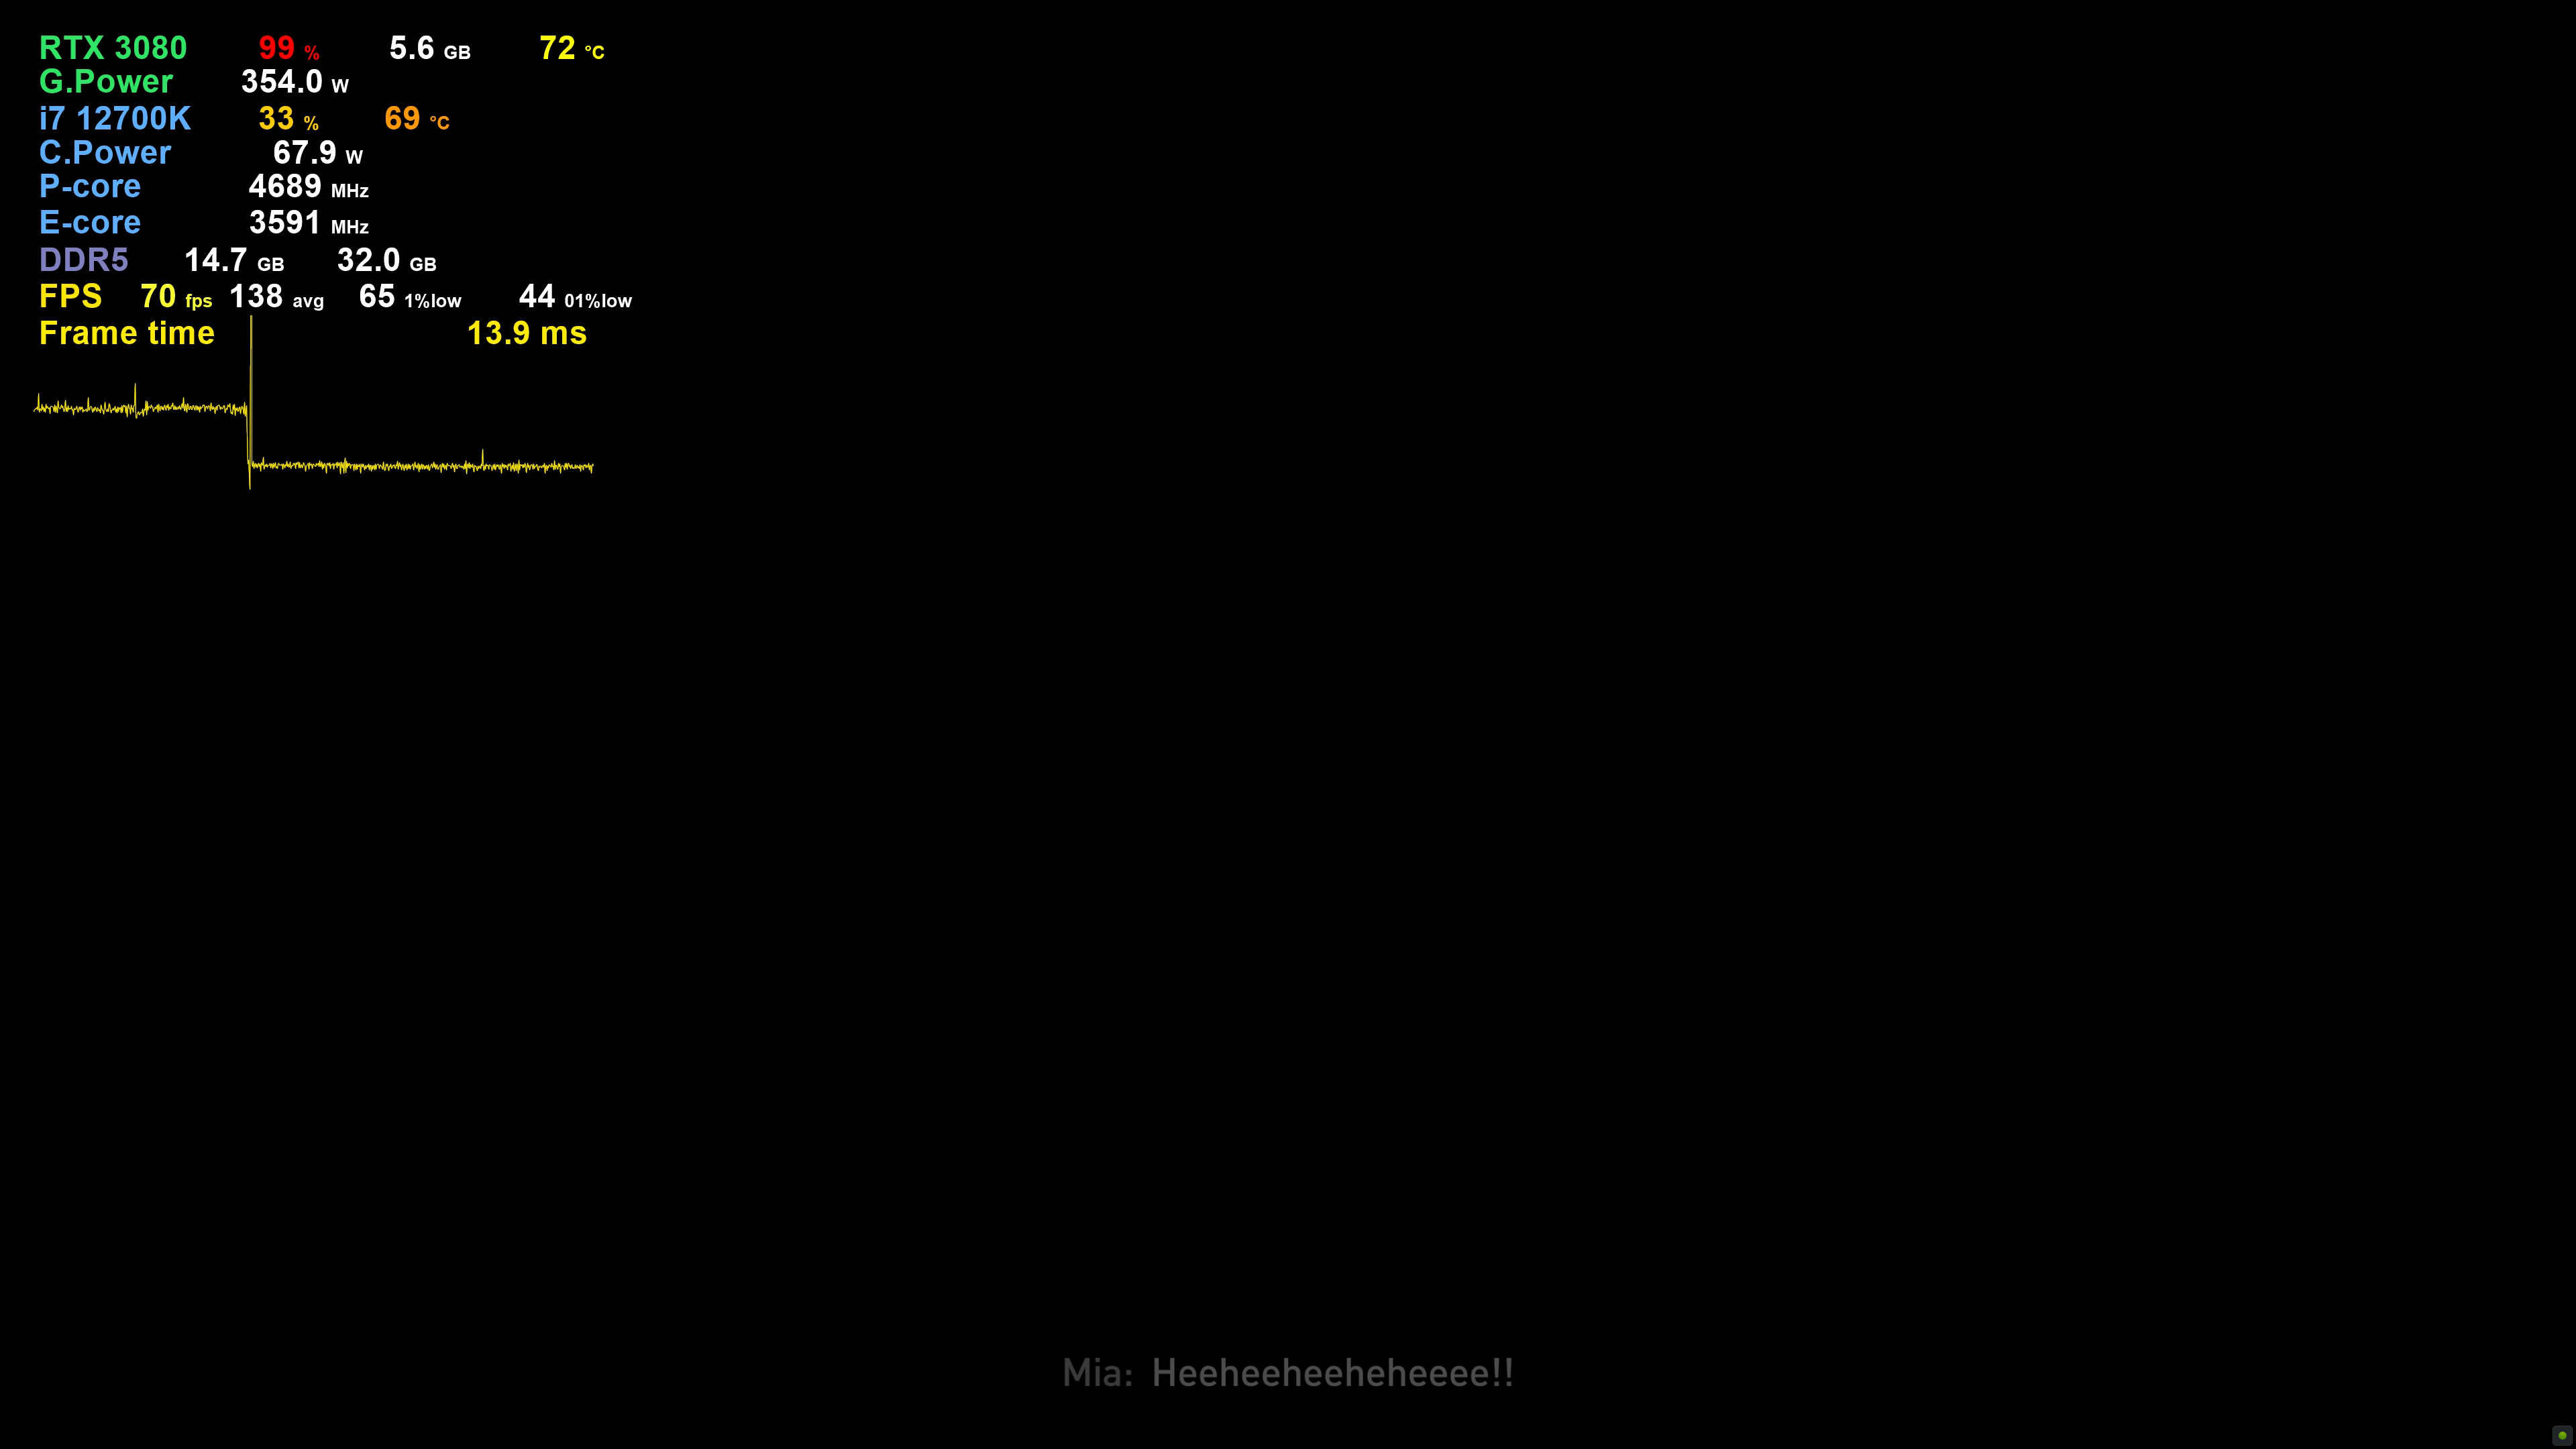 RTX 3080 99 % 5.6 GB 72 °C
G.Power 354.0 W
i7 12700K 33 % 69 °C
C.Power 67.9 W
P-core 4689 MHz
E-core 3591 MHz
DDR5 14.7 GB 32.0 GB
FPS 70 fps 138 avg 65 1%low 44 01%low
Frame time 13.9 ms
Mia: Heeheeheeheheeee!!